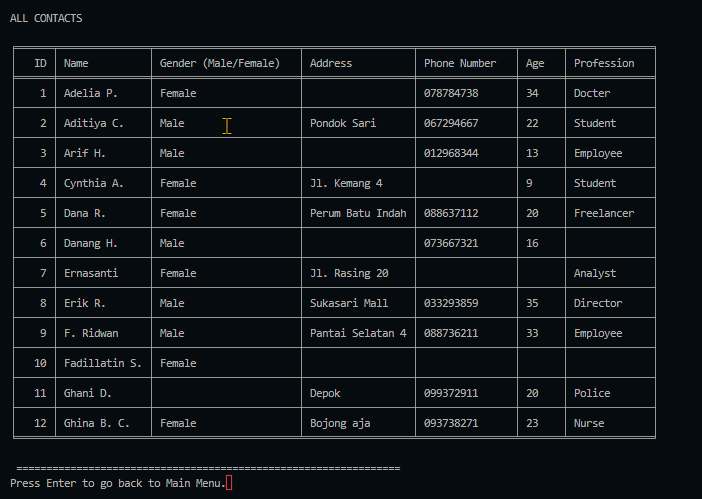 ALL CONTACTS
ID Name Gender (Male/Female) Address Phone Number Age Profession
1 Adelia P. Female 078784738 34 Docter
2 Aditiya C. Male Pondok Sari 067294667 22 Student
3 Arif H. Male 012968344 13 Employee
4 Cynthia A. Female Jl. Kemang 4 9 Student
5 Dana R. Female Perum Batu Indah 088637112 20 Freelancer
6 Danang H. Male 073667321 16
7 Ernasanti Female Jl. Rasing 20 Analyst
8 Erik R. Male Sukasari Mall 033293859 35 Director
9 F. Ridwan Male Pantai Selatan 4 088736211 33 Employee
10 Fadillatin S. Female
11 Ghani D. Depok 099372911 20 Police
12 Ghina B. C. Female Bojong aja 093738271 23 Nurse
================================================================
Press Enter to go back to Main Menu.